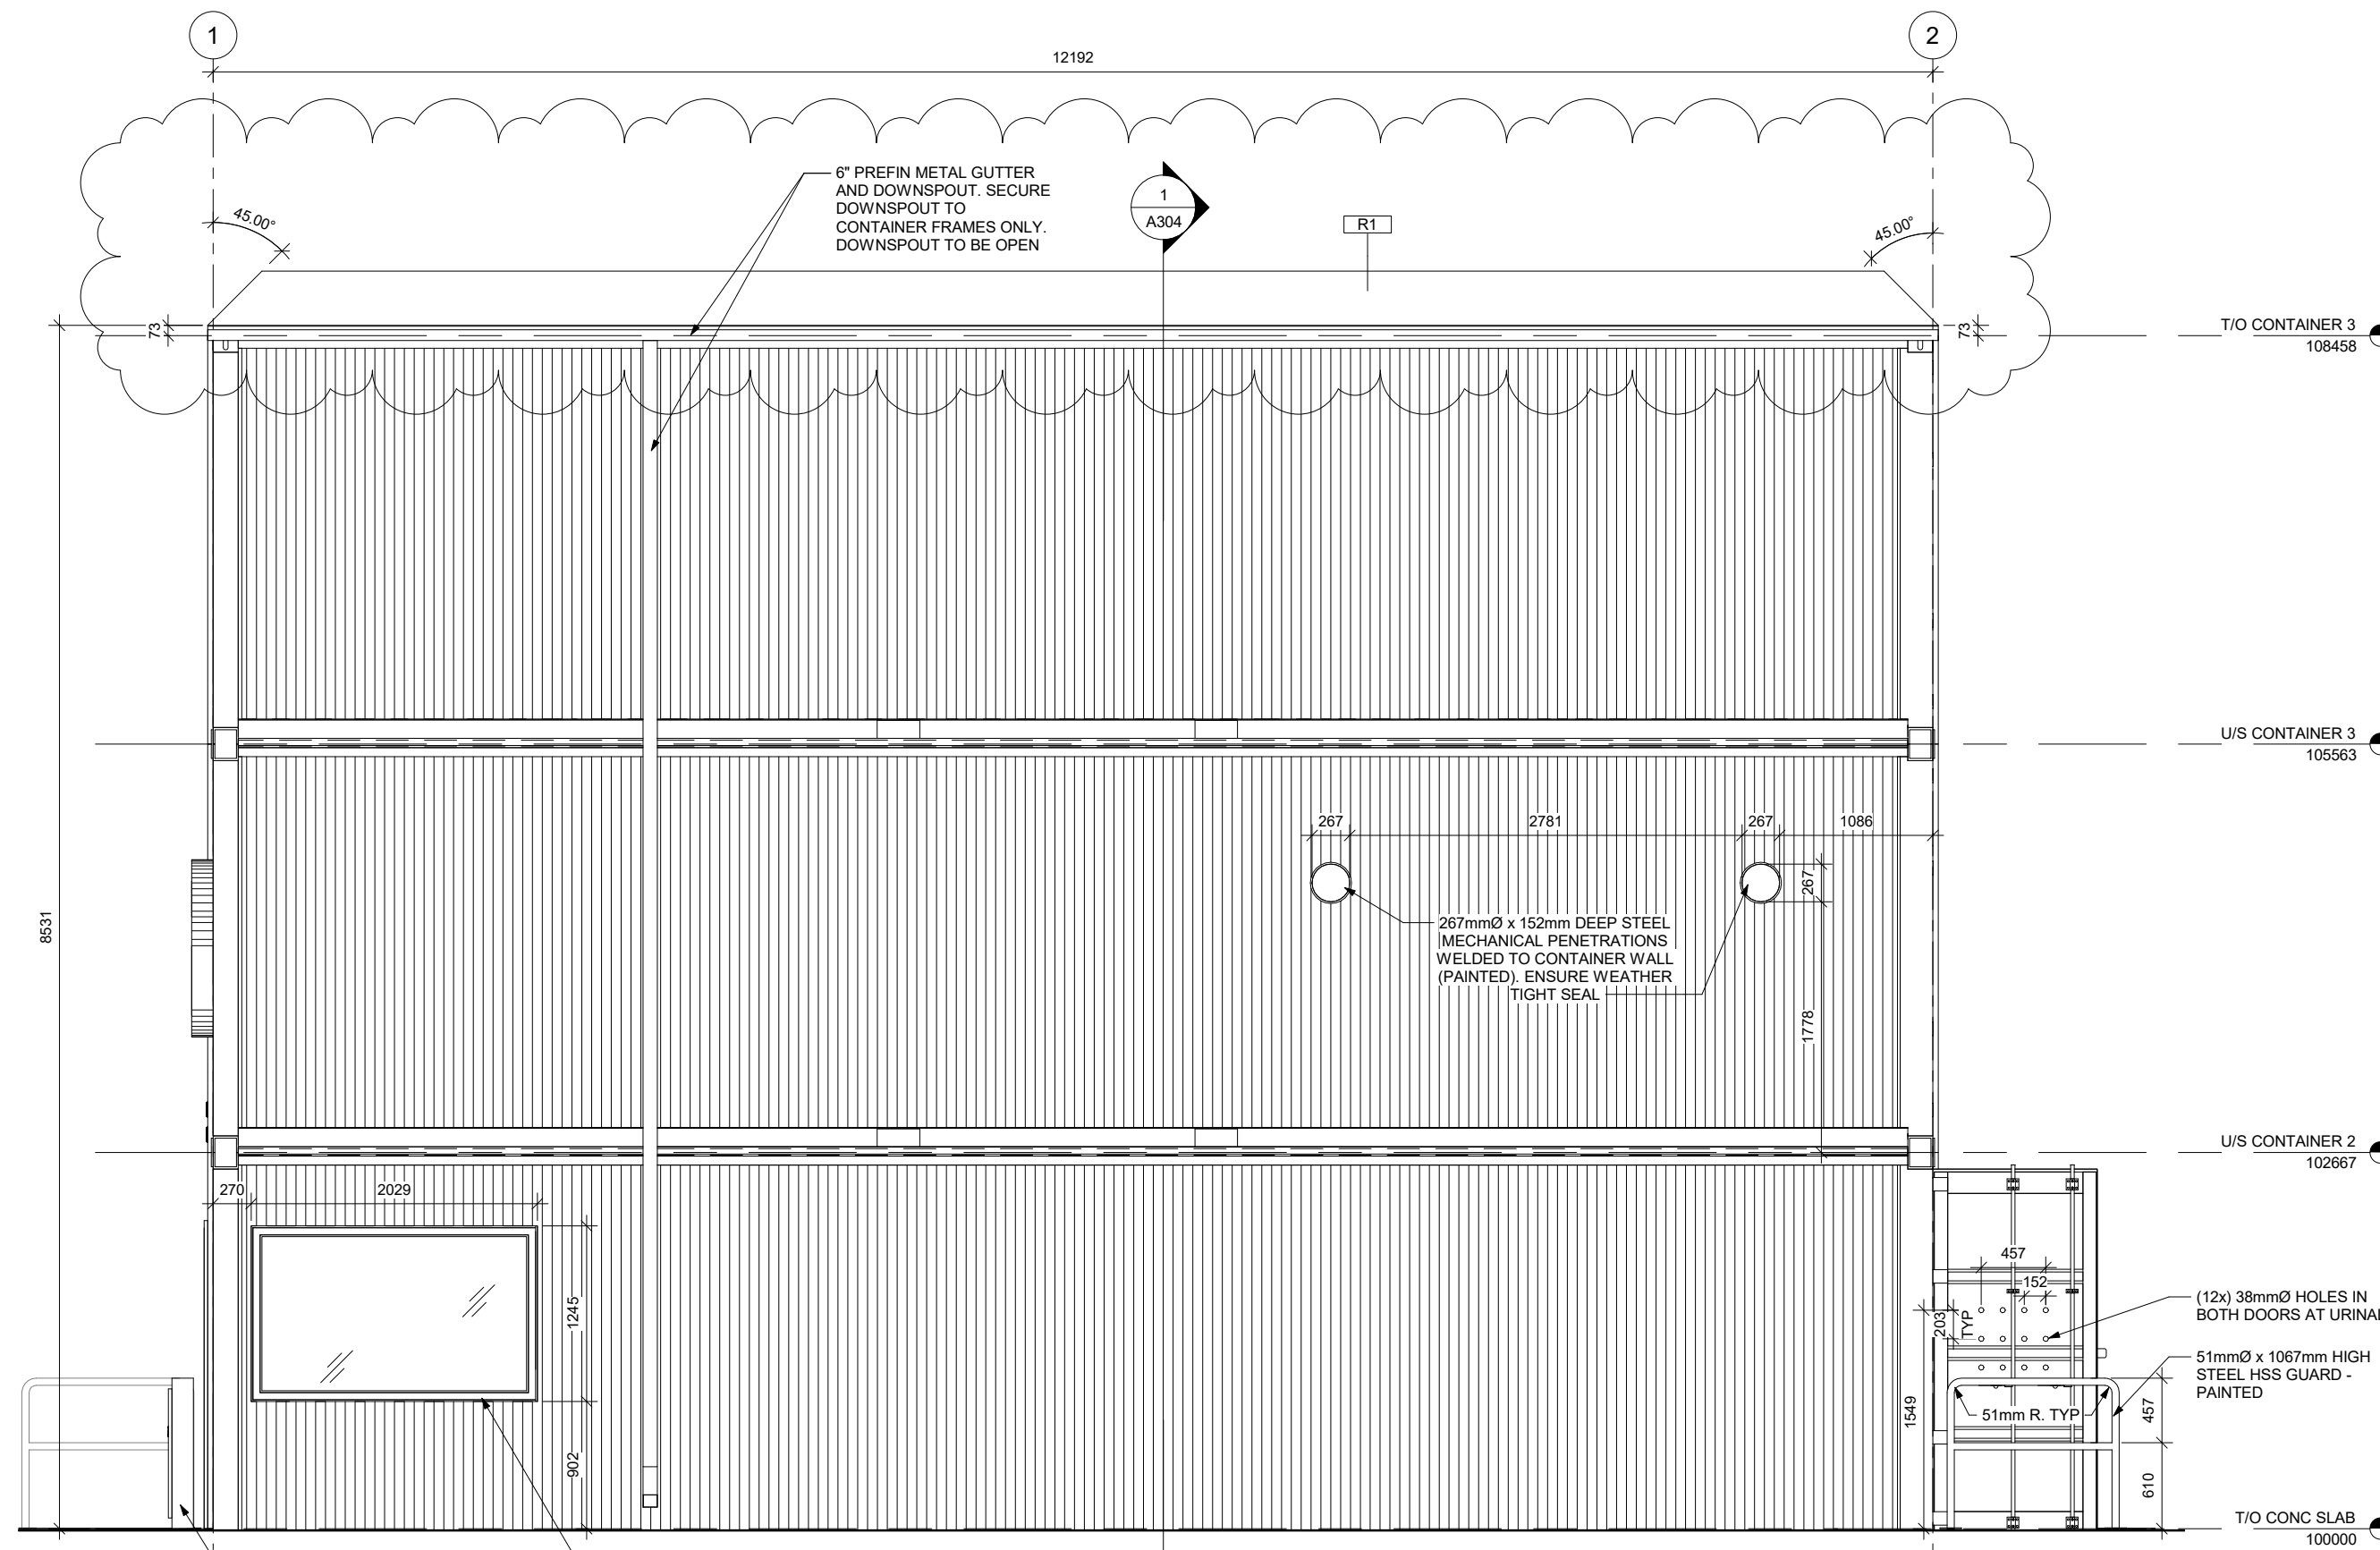 1
2
12192
6" PREFIN METAL GUTTER
AND DOWNSPOUT. SECURE
DOWNSPOUT TO
CONTAINER FRAMES ONLY.
DOWNSPOUT TO BE OPEN
1
A304
R1
45.00°
45.00°
73
73
T/O CONTAINER 3
108458
U/S CONTAINER 3
105563
267
2781
267
1086
267
8531
267mmØ x 152mm DEEP STEEL
MECHANICAL PENETRATIONS
WELDED TO CONTAINER WALL
(PAINTED). ENSURE WEATHER
TIGHT SEAL
1778
U/S CONTAINER 2
102667
270
2029
1245
902
457
152
203
TYP
(12x) 38mmØ HOLES IN
BOTH DOORS AT URINAL
51mmØ x 1067mm HIGH
STEEL HSS GUARD -
PAINTED
51mm R. TYP
1549
457
610
T/O CONC SLAB
100000